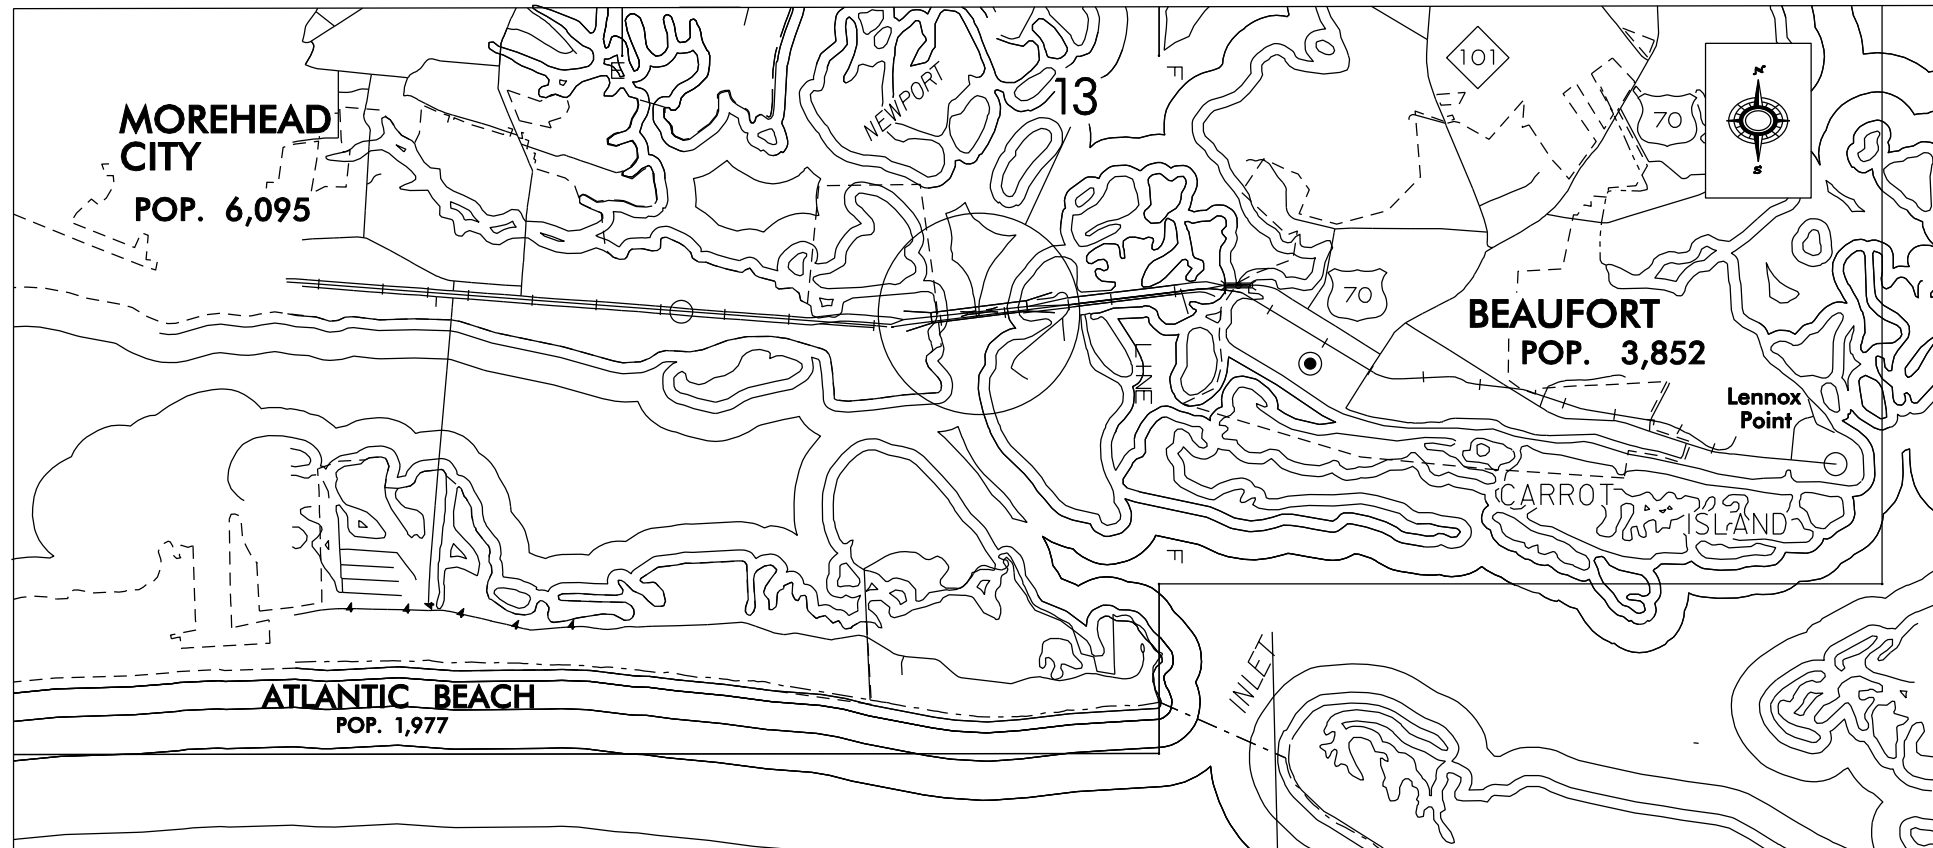 MOREHEAD
CITY
POP. 6,095
NEWPORT
13
F
101
70
N
S
70
BEAUFORT
POP. 3,852
LINE
Lennox
Point
CARROT
ISLAND
F
INLET
ATLANTIC BEACH
POP. 1,977